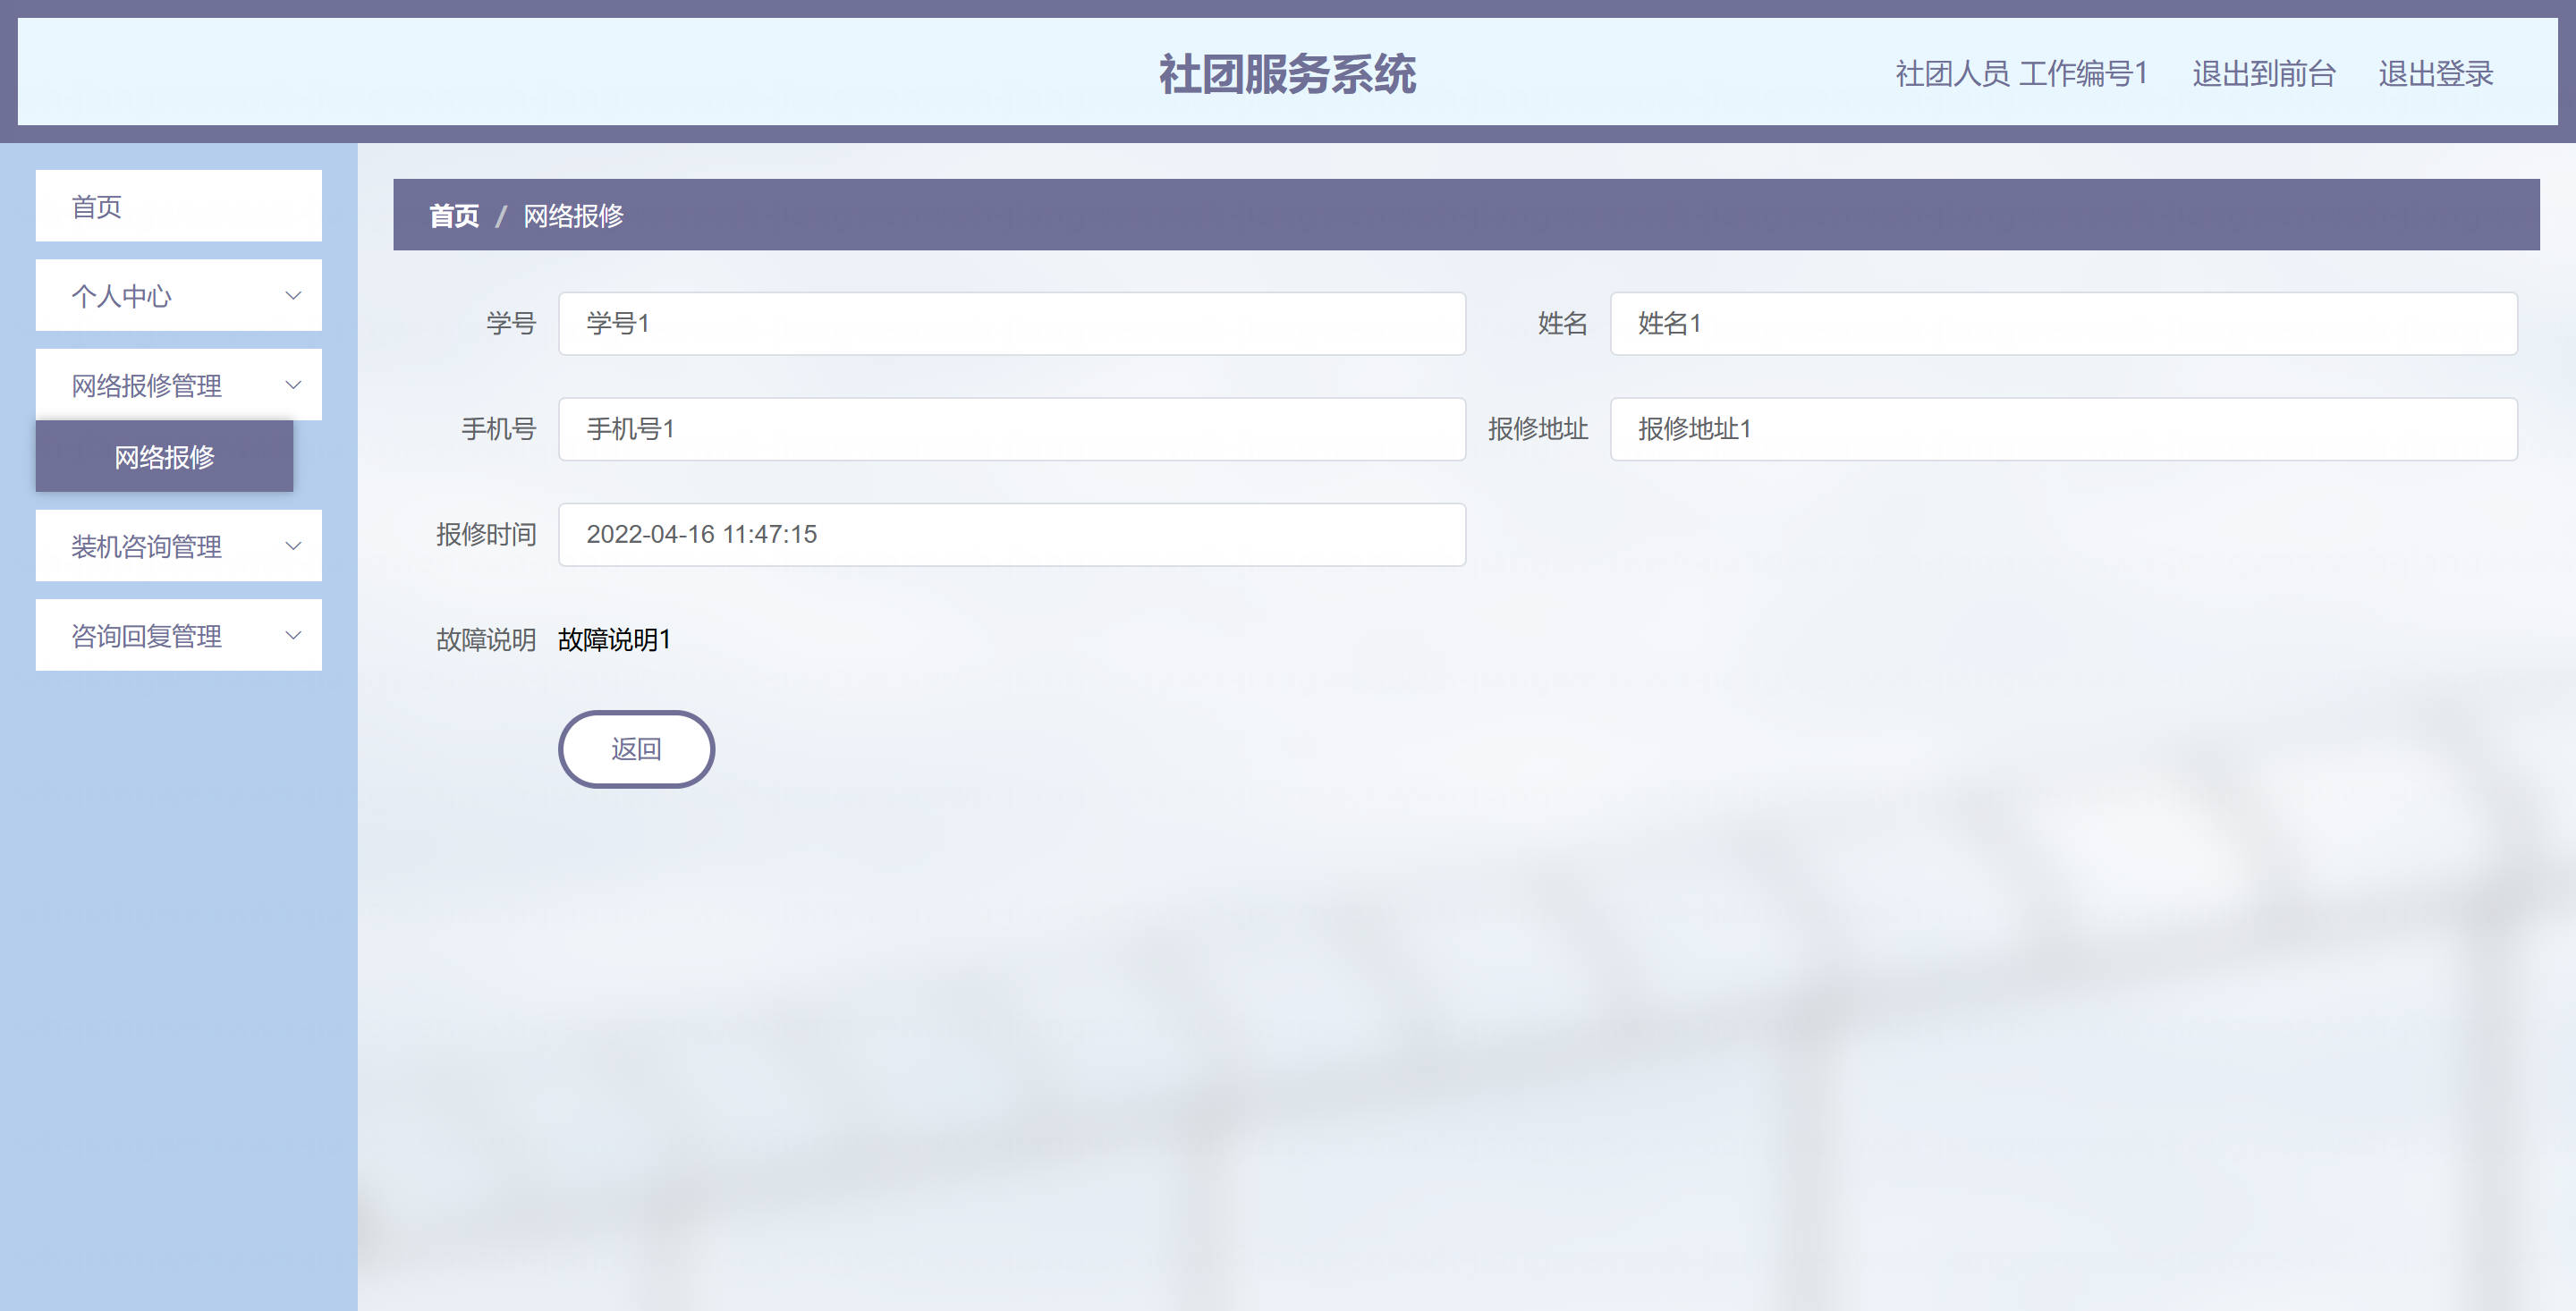 社团服务系统
社团人员 工作编号1 退出到前台 退出登录
首页
个人中心
网络报修管理
网络报修
装机咨询管理
咨询回复管理
首页 / 网络报修
学号 学号1 姓名 姓名1
手机号 手机号1 报修地址 报修地址1
报修时间 2022-04-16 11:47:15
故障说明 故障说明1
返回